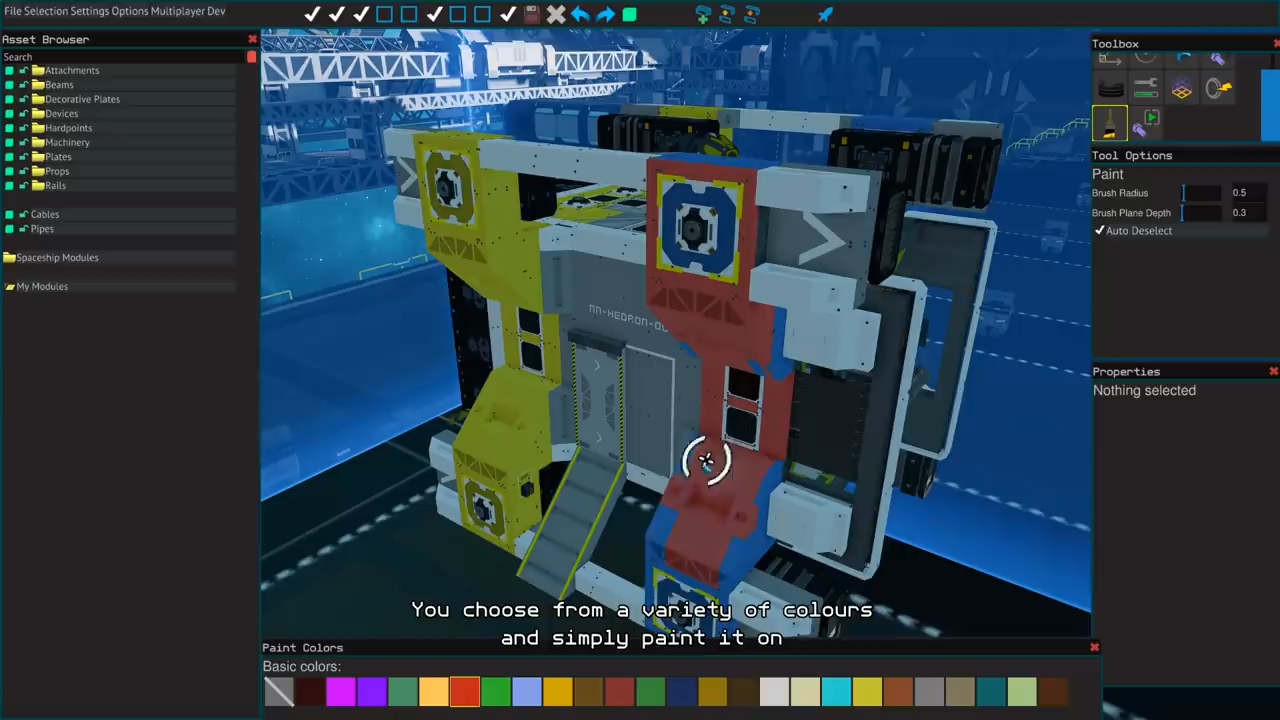 File Selection Settings Options Multiplayer Dev
Asset Browser
Search
Attachments
Beams
Decorative Plates
Devices
Hardpoints
Machinery
Plates
Props
Rails
Cables
Pipes
Spaceship Modules
My Modules
Toolbox
Tool Options
Paint
Brush Radius 0.5
Brush Plane Depth 0.3
Auto Deselect
Properties
Nothing selected
You choose from a variety of colours
and simply paint it on
Paint Colors
Basic colors: